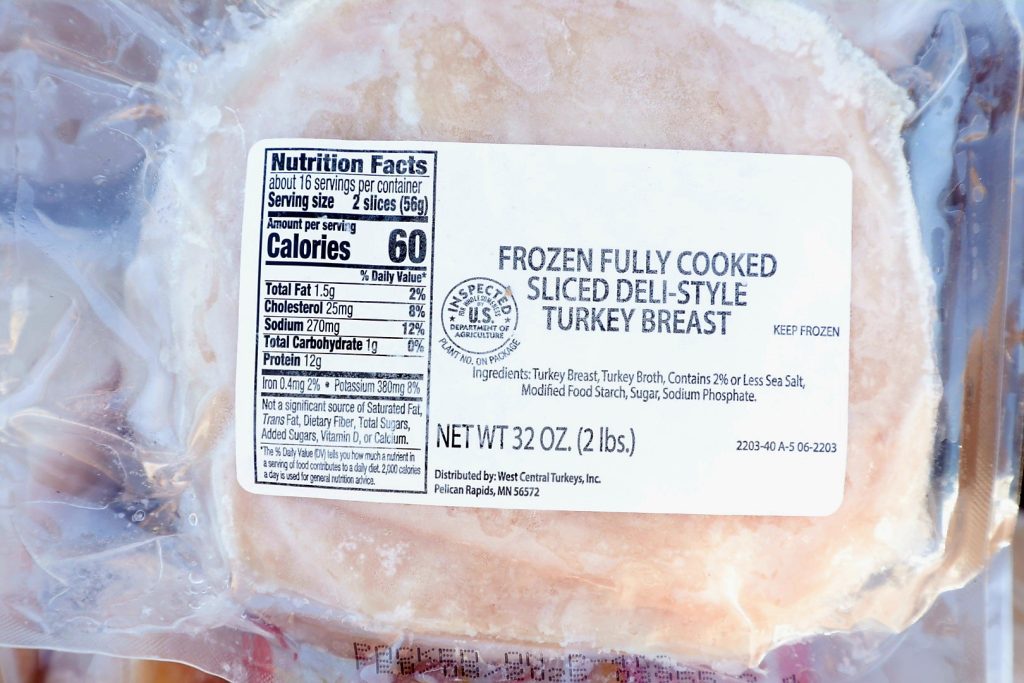 Nutrition Facts
about 16 servings per container
Serving size 2 slices (56g)
Amount per serving
Calories 60
% Daily Value*
Total Fat 1.5g 2%
Cholesterol 25mg 8%
Sodium 270mg 12%
Total Carbohydrate 1g 0%
Protein 12g
Iron 0.4mg 2% • Potassium 380mg 8%
Not a significant source of Saturated Fat,
Trans Fat, Dietary Fiber, Total Sugars,
Added Sugars, Vitamin D, or Calcium.
*The % Daily Value (DV) tells you how much a nutrient in
a serving of food contributes to a daily diet. 2,000 calories
a day is used for general nutrition advice.
FROZEN FULLY COOKED
SLICED DELI-STYLE
TURKEY BREAST
KEEP FROZEN
INSPECTED
U.S.
DEPARTMENT OF
AGRICULTURE
PLANT NO. ON PACKAGE
Ingredients: Turkey Breast, Turkey Broth, Contains 2% or Less Sea Salt,
Modified Food Starch, Sugar, Sodium Phosphate.
NET WT 32 OZ. (2 lbs.)
2203-40 A-5 06-2203
Distributed by: West Central Turkeys, Inc.
Pelican Rapids, MN 56572
PACKED